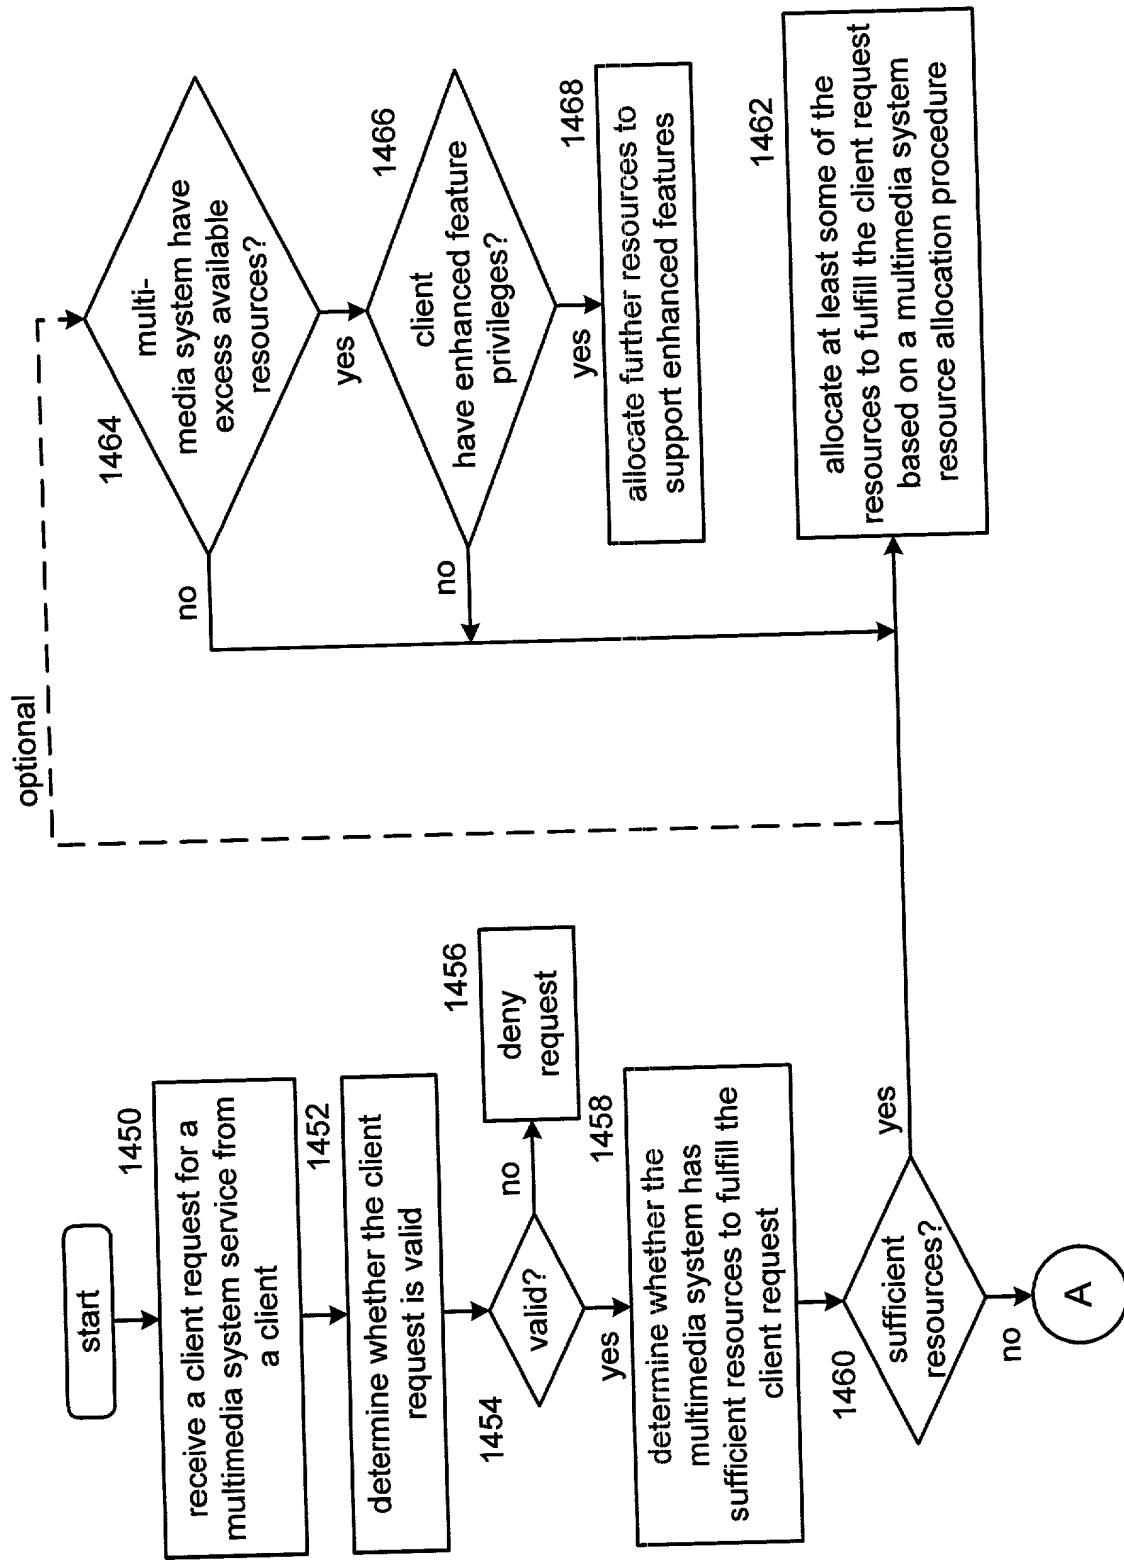 start
1450
receive a client request for a
multimedia system service from
a client
1452
determine whether the client
request is valid
1454
valid?
no
1456
deny
request
yes
1458
determine whether the
multimedia system has
sufficient resources to fulfill the
client request
1460
sufficient
resources?
no
A
yes
optional
1464
multi-
media system have
excess available
resources?
no
yes
1466
client
have enhanced feature
privileges?
no
yes
1468
allocate further resources to
support enhanced features
1462
allocate at least some of the
resources to fulfill the client request
based on a multimedia system
resource allocation procedure